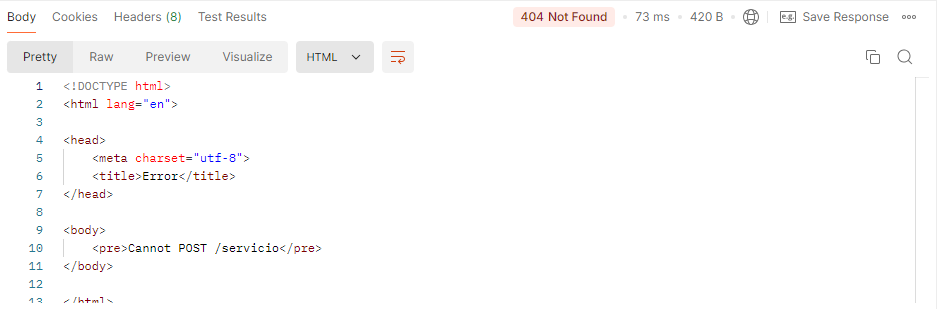 Body Cookies Headers (8) Test Results 404 Not Found • 73 ms • 420 B • e.g. Save Response
Pretty Raw Preview Visualize HTML
1 <!DOCTYPE html>
2 <html lang="en">
3
4 <head>
5 <meta charset="utf-8">
6 <title>Error</title>
7 </head>
8
9 <body>
10 <pre>Cannot POST /servicio</pre>
11 </body>
12
13 </html>